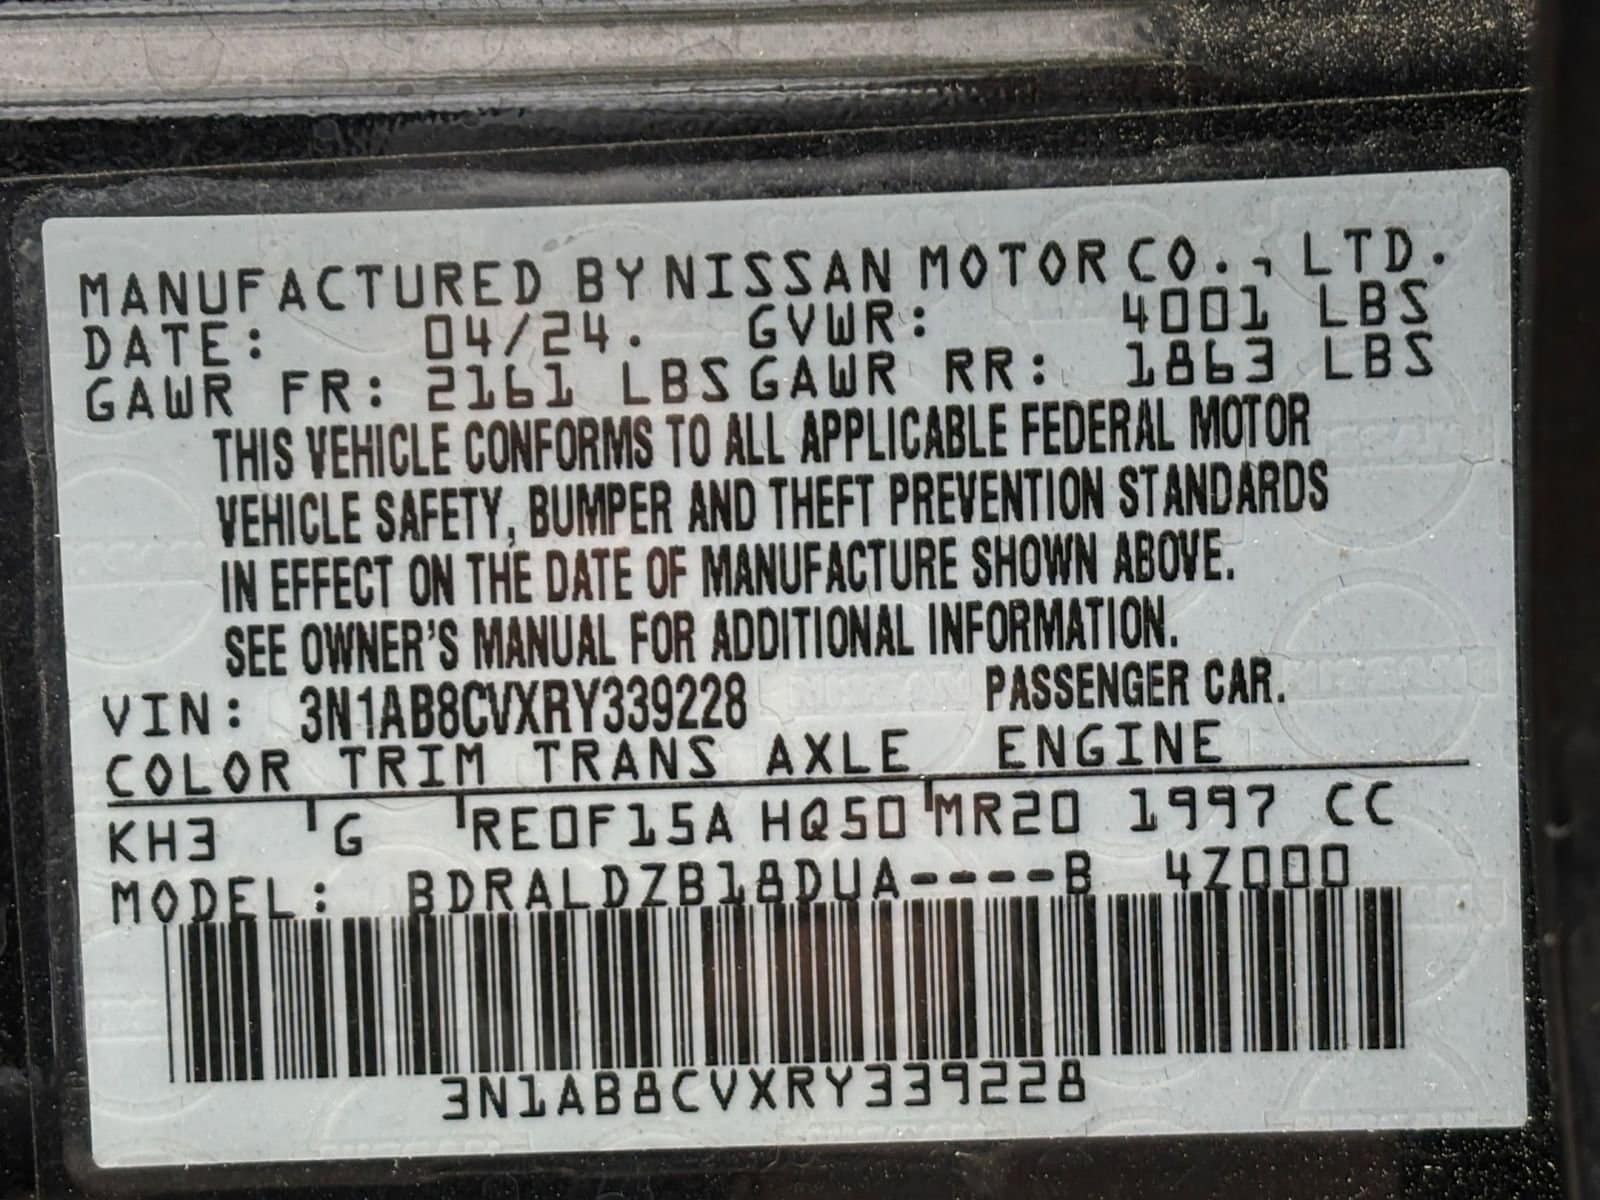 MANUFACTURED BY NISSAN MOTOR CO., LTD.
DATE: 04/24. GVWR: 4001 LBS
GAWR FR: 2161 LBS GAWR RR: 1863 LBS
THIS VEHICLE CONFORMS TO ALL APPLICABLE FEDERAL MOTOR
VEHICLE SAFETY, BUMPER AND THEFT PREVENTION STANDARDS
IN EFFECT ON THE DATE OF MANUFACTURE SHOWN ABOVE.
SEE OWNER'S MANUAL FOR ADDITIONAL INFORMATION.
VIN: 3N1AB8CVXRY339228 PASSENGER CAR.
COLOR TRIM TRANS AXLE ENGINE
KH3 G RE0F15A HQ50 MR20 1997 CC
MODEL: BDRALDZB18DUA----B 4Z000
3N1AB8CVXRY339228